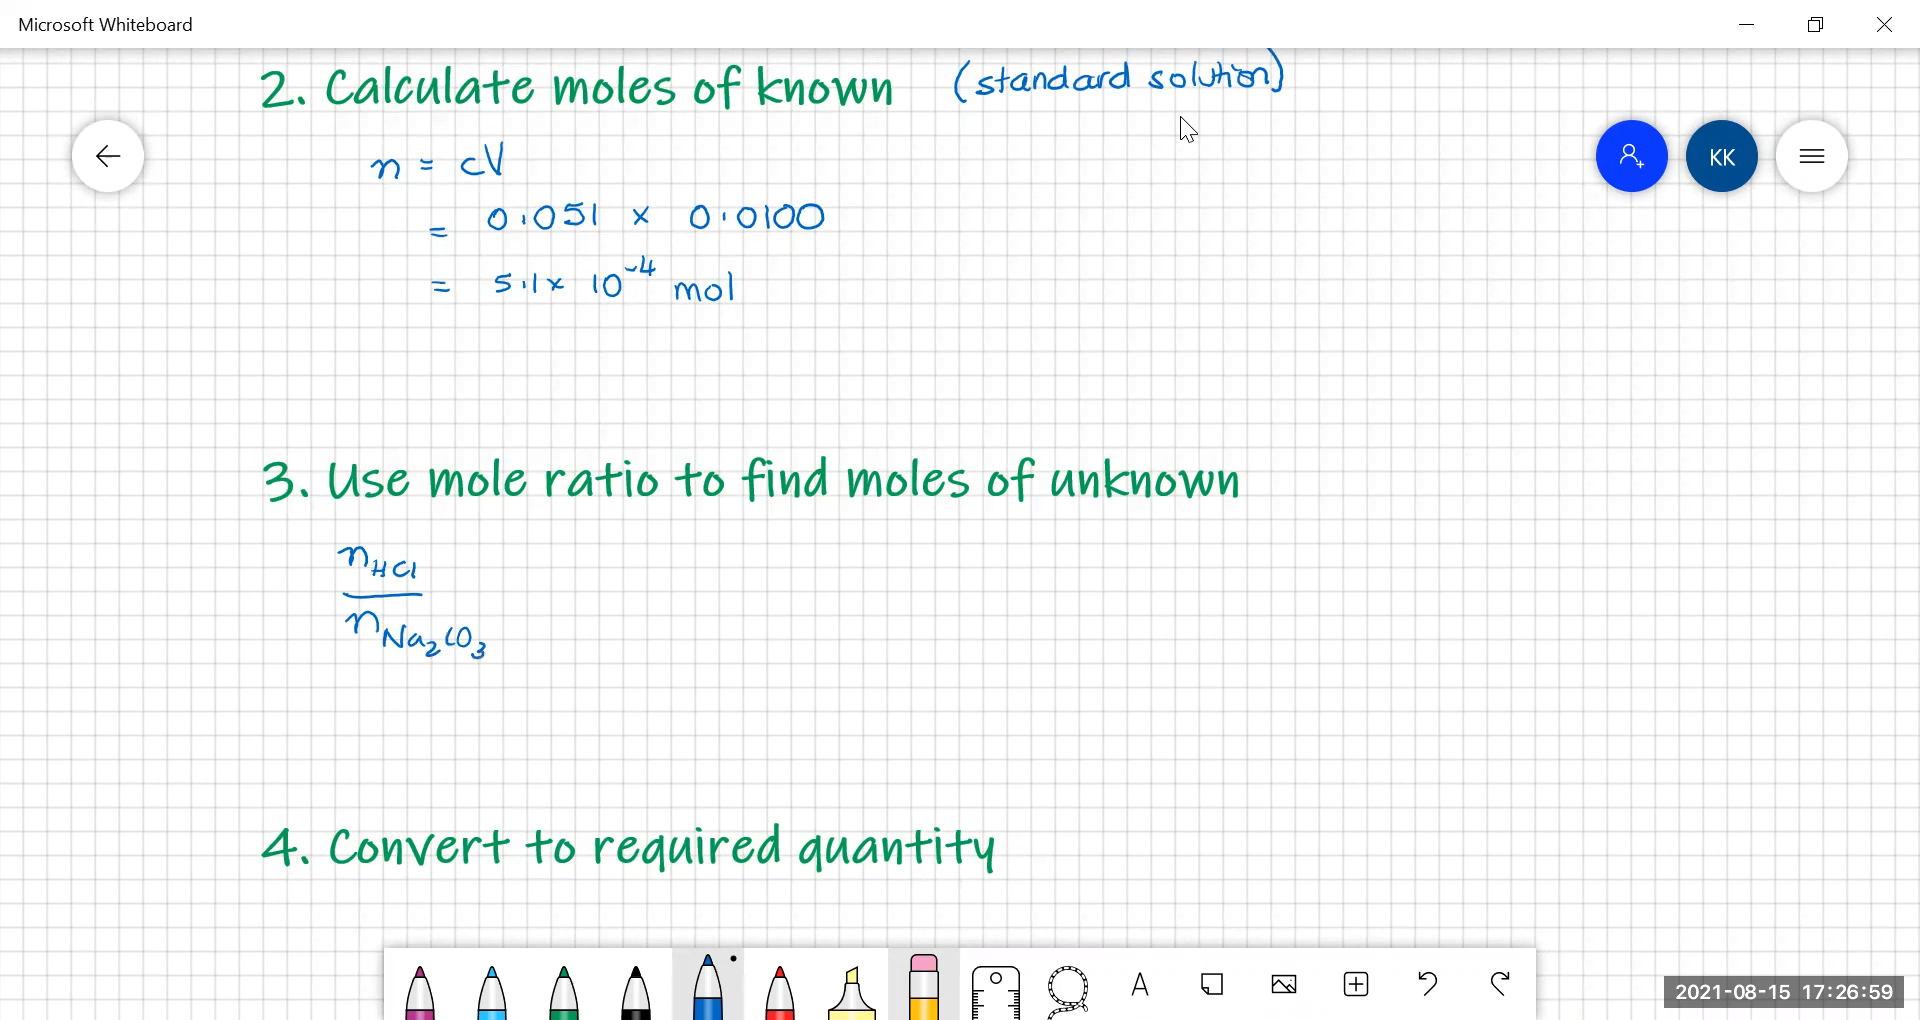 Microsoft Whiteboard
2. Calculate moles of known (standard solution)
n = cV
= 0.051 × 0.0100
= 5.1 × 10⁻⁴ mol
KK
3. Use mole ratio to find moles of unknown
n HCl
n Na₂CO₃
4. Convert to required quantity
A
2021-08-15 17:26:59